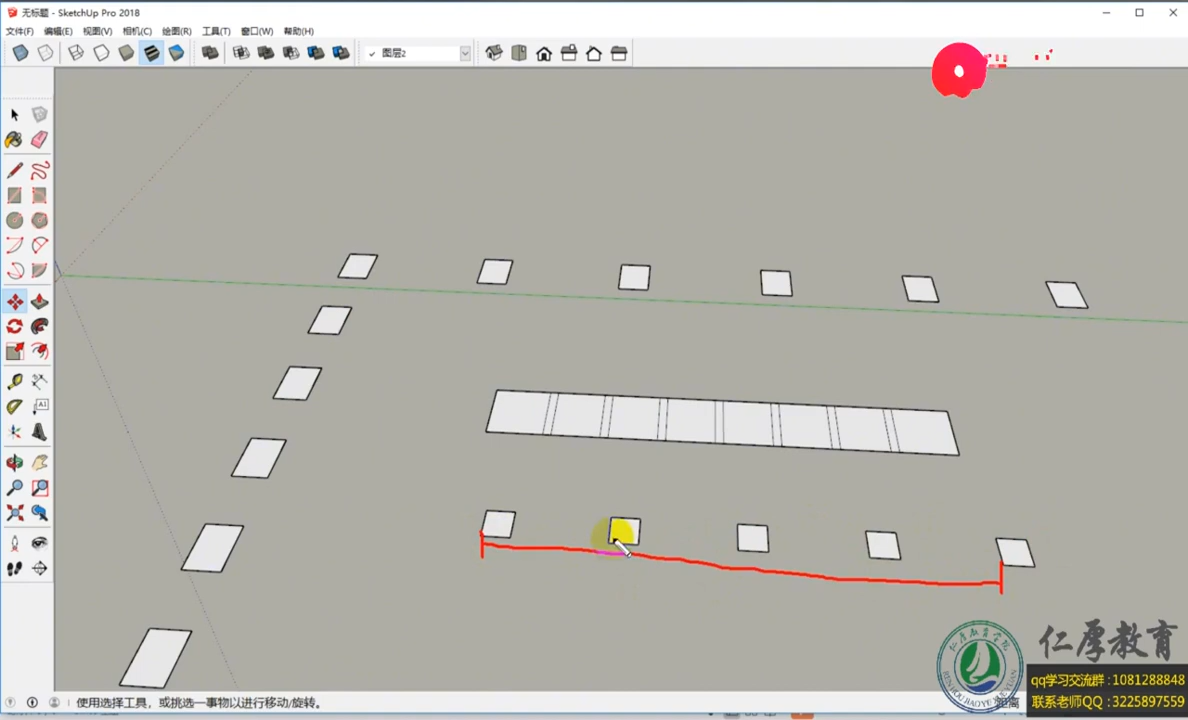 无标题 - SketchUp Pro 2018
文件(F) 编辑(E) 视图(V) 相机(C) 绘图(R) 工具(T) 窗口(W) 帮助(H)
图层2
A1
仁厚教育
qq学习交流群:1081288848
联系老师QQ:3225897559
使用选择工具，或挑选一事物以进行移动/旋转。
距离